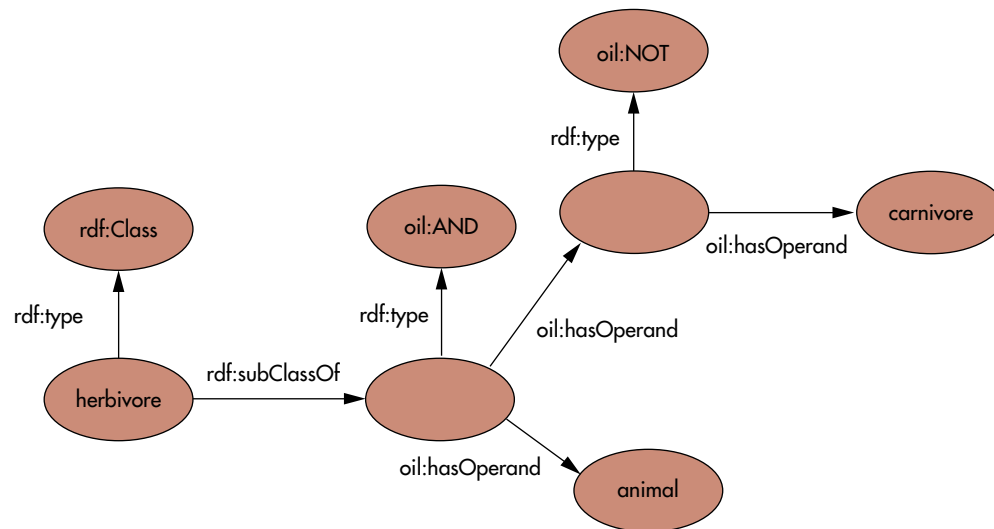 oil:NOT
rdf:type
rdf:Class
oil:AND
carnivore
oil:hasOperand
rdf:type
rdf:type
oil:hasOperand
rdf:subClassOf
herbivore
oil:hasOperand
animal